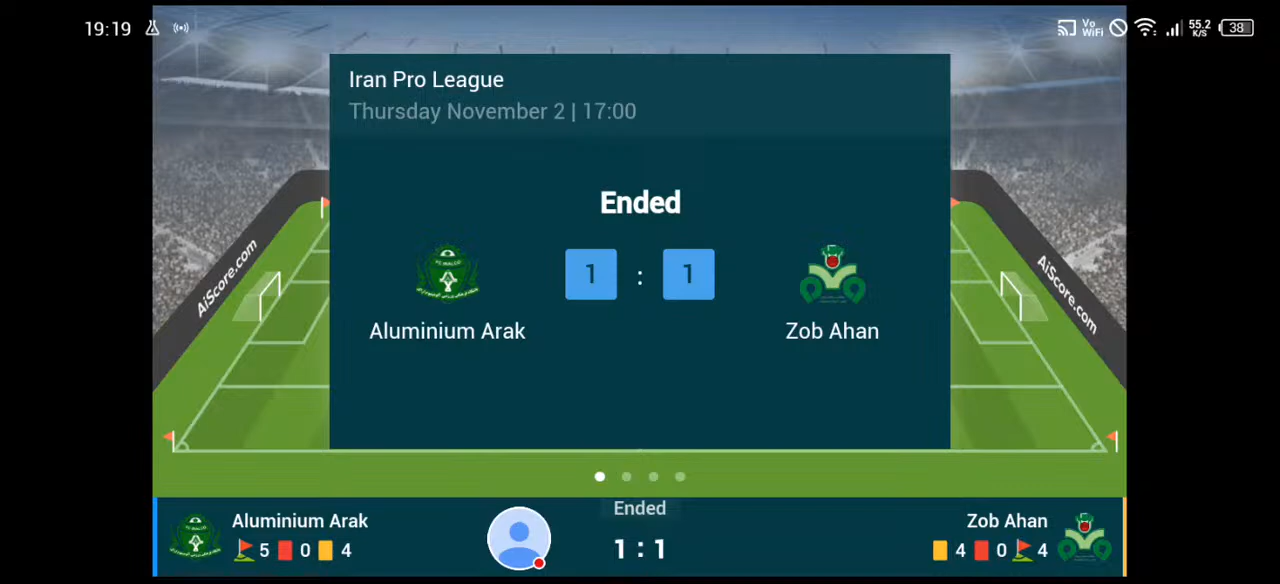 19:19
Vo
WiFi
55.2
K/S
38
Iran Pro League
Thursday November 2 | 17:00
Ended
1 : 1
Aluminium Arak
Zob Ahan
AiScore.com
AiScore.com
Ended
Aluminium Arak
5 0 4
1 : 1
Zob Ahan
4 0 4